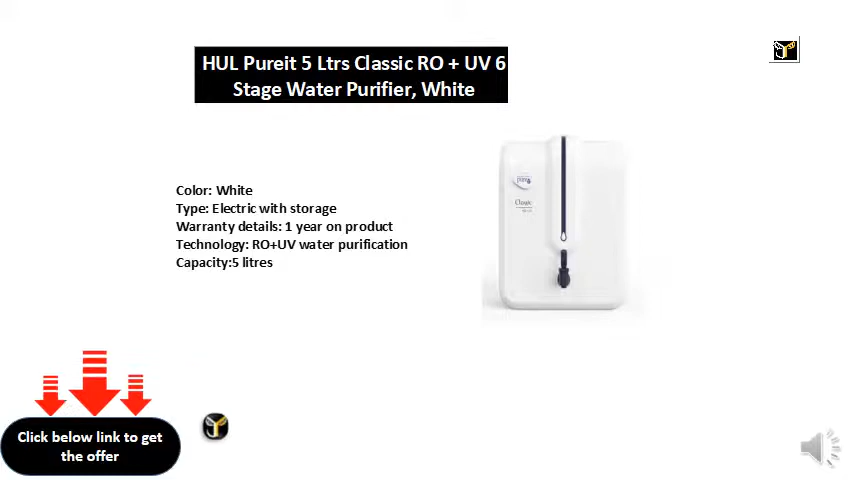 HUL Pureit 5 Ltrs Classic RO + UV 6
Stage Water Purifier, White
Color: White
Type: Electric with storage
Warranty details: 1 year on product
Technology: RO+UV water purification
Capacity:5 litres
Classic
Click below link to get
the offer